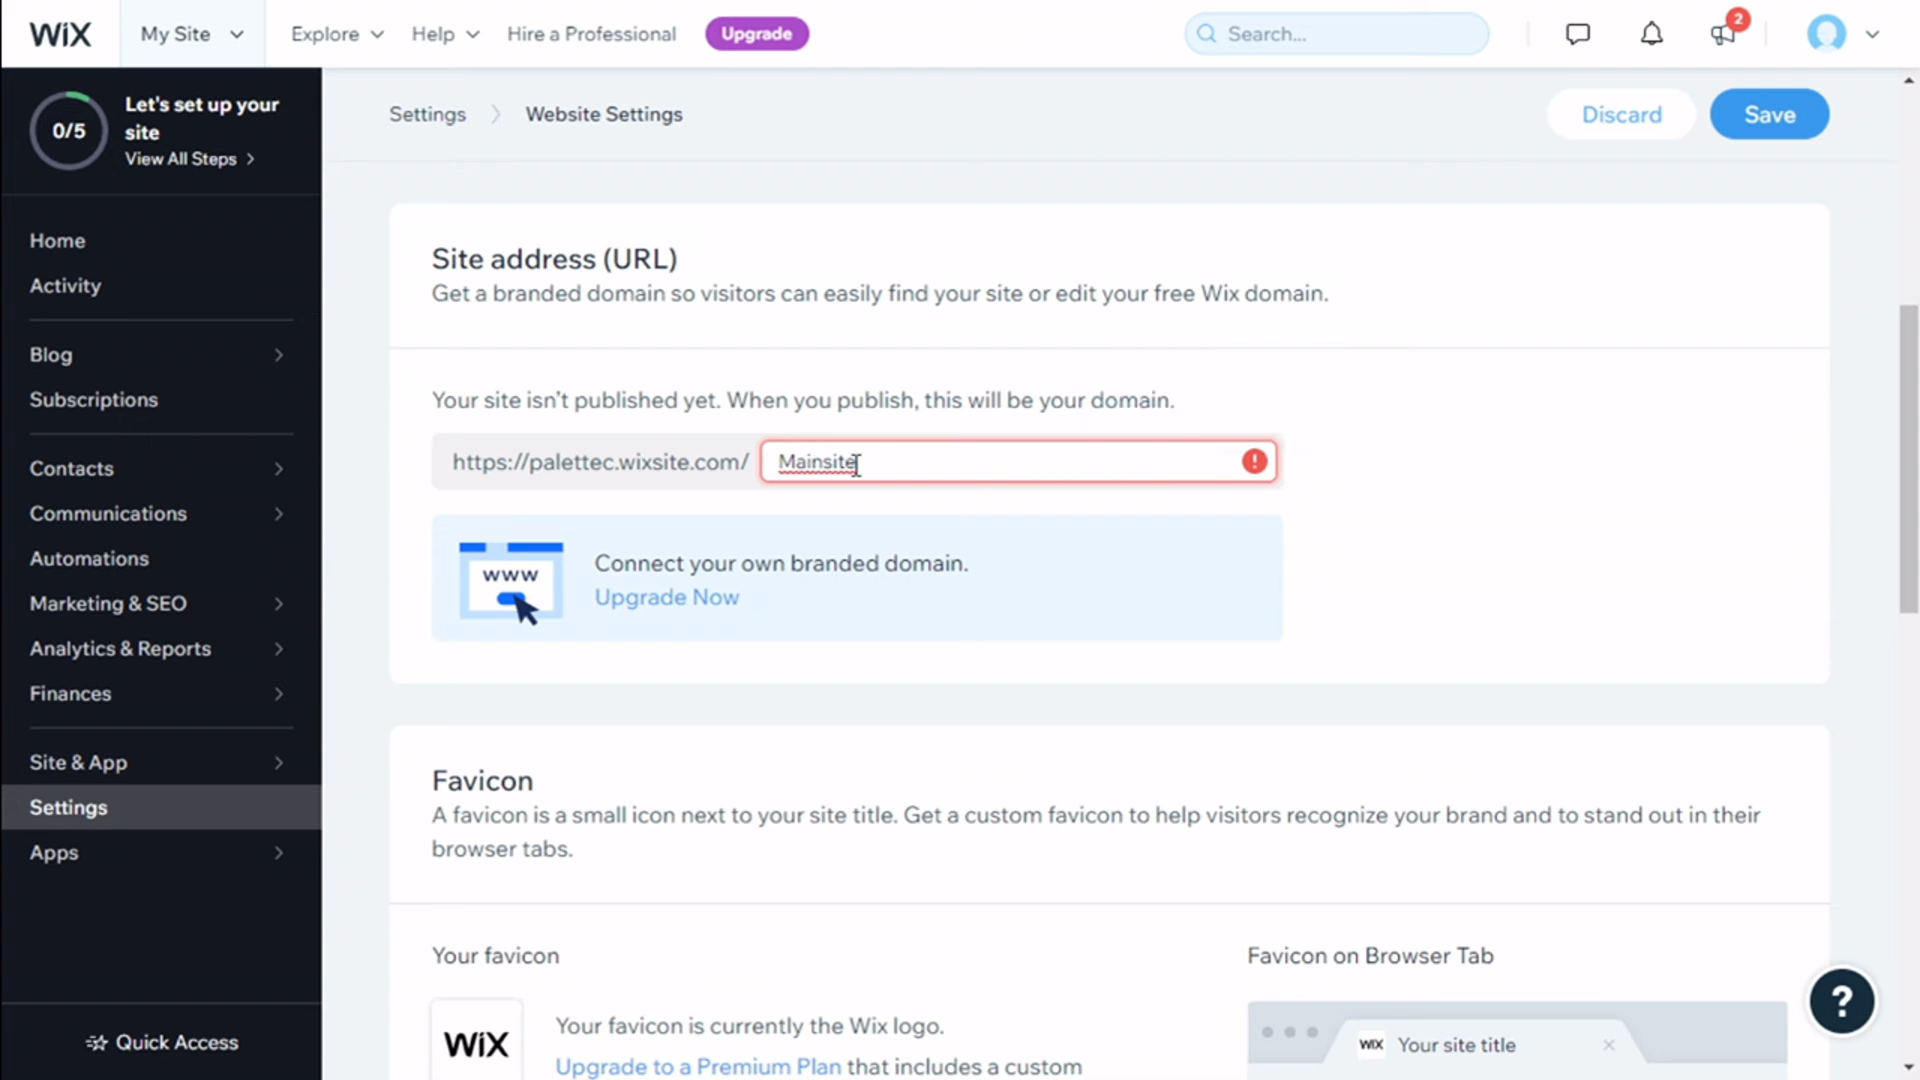 WiX
My Site
Explore
Help
Hire a Professional
Upgrade
Search...
2
0/5
Let's set up your
site
View All Steps
Home
Activity
Blog
Subscriptions
Contacts
Communications
Automations
Marketing & SEO
Analytics & Reports
Finances
Site & App
Settings
Apps
Quick Access
Settings
Website Settings
Discard
Save
Site address (URL)
Get a branded domain so visitors can easily find your site or edit your free Wix domain.
Your site isn't published yet. When you publish, this will be your domain.
https://palettec.wixsite.com/ Mainsite
!
www
Connect your own branded domain.
Upgrade Now
Favicon
A favicon is a small icon next to your site title. Get a custom favicon to help visitors recognize your brand and to stand out in their
browser tabs.
Your favicon
WiX
Your favicon is currently the Wix logo.
Upgrade to a Premium Plan that includes a custom
Favicon on Browser Tab
WiX Your site title
?